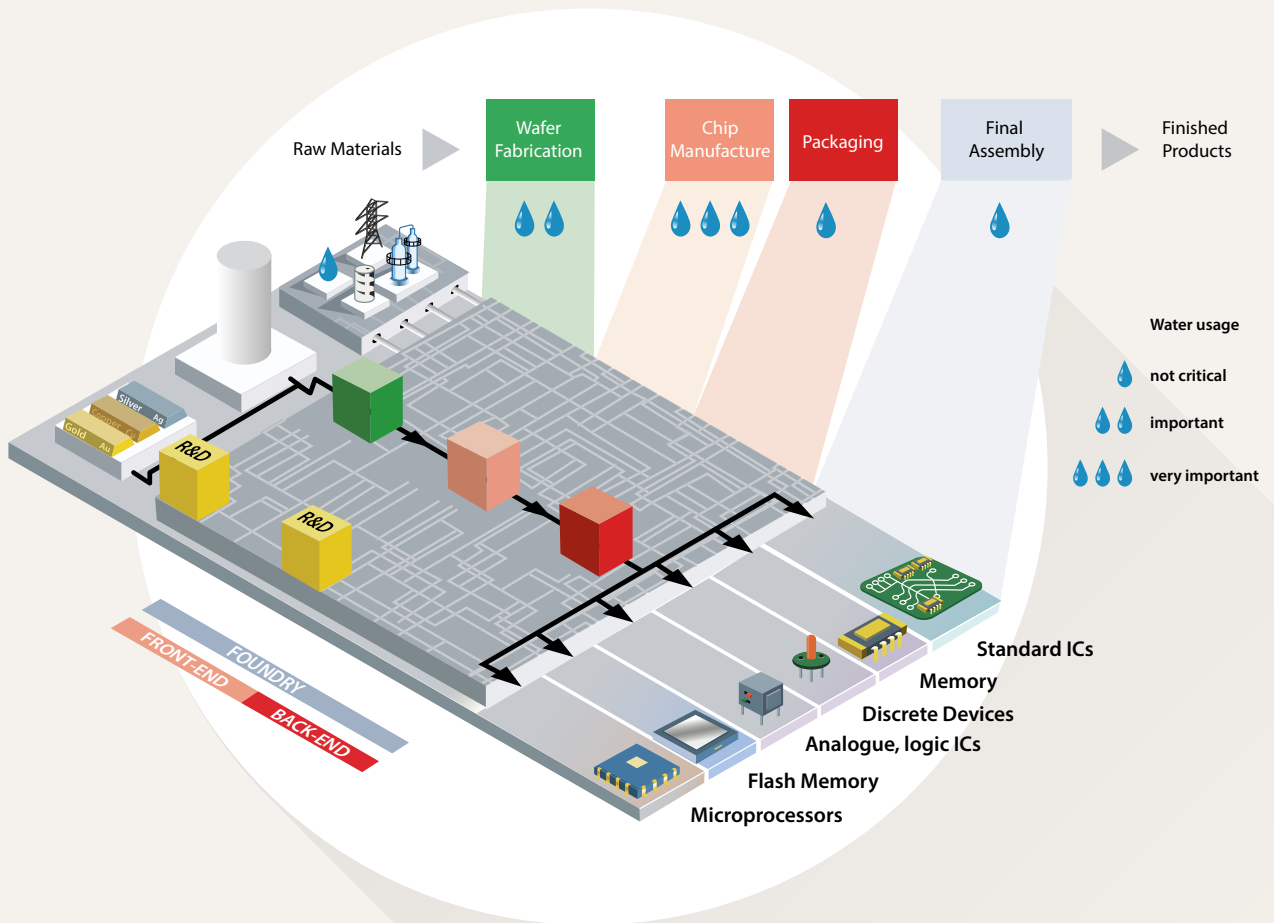 Raw Materials
Wafer
Fabrication
Chip
Manufacture
Packaging
Final
Assembly
Finished
Products
Water usage
not critical
important
very important
Silver Ag
Copper Cu
Gold Au
R&D
R&D
FOUNDRY
FRONT-END
BACK-END
Standard ICs
Memory
Discrete Devices
Analogue, logic ICs
Flash Memory
Microprocessors